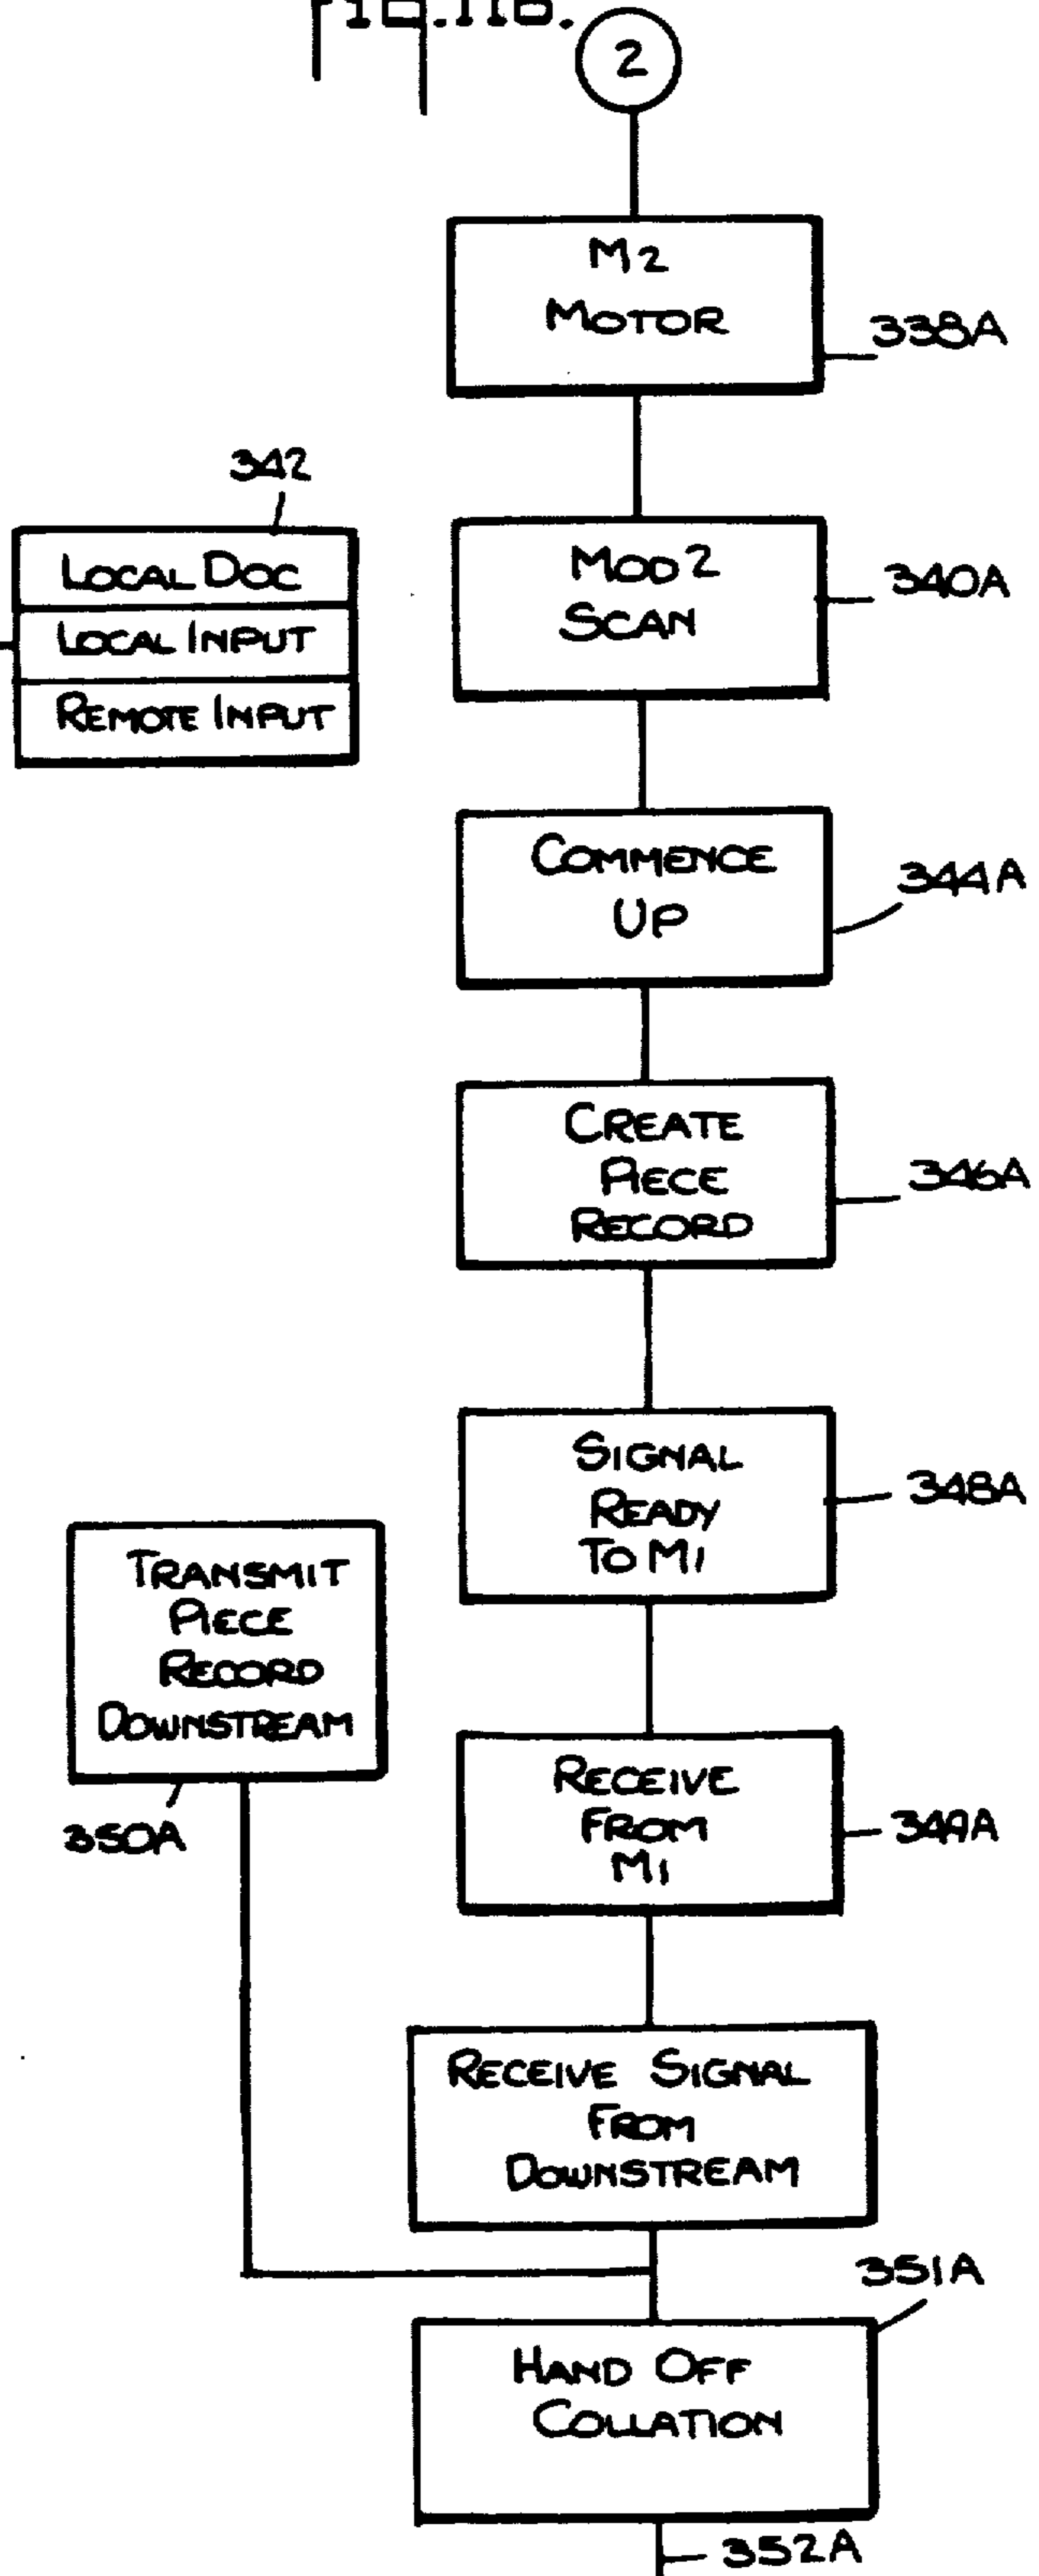 FIG. 11B.
2
M2
MOTOR
338A
342
LOCAL DOC
LOCAL INPUT
REMOTE INPUT
MOD 2
SCAN
340A
COMMENCE
UP
344A
CREATE
PIECE
RECORD
346A
SIGNAL
READY
TO M1
348A
TRANSMIT
PIECE
RECORD
DOWNSTREAM
350A
RECEIVE
FROM
M1
349A
RECEIVE SIGNAL
FROM
DOWNSTREAM
351A
HAND OFF
COLLATION
352A